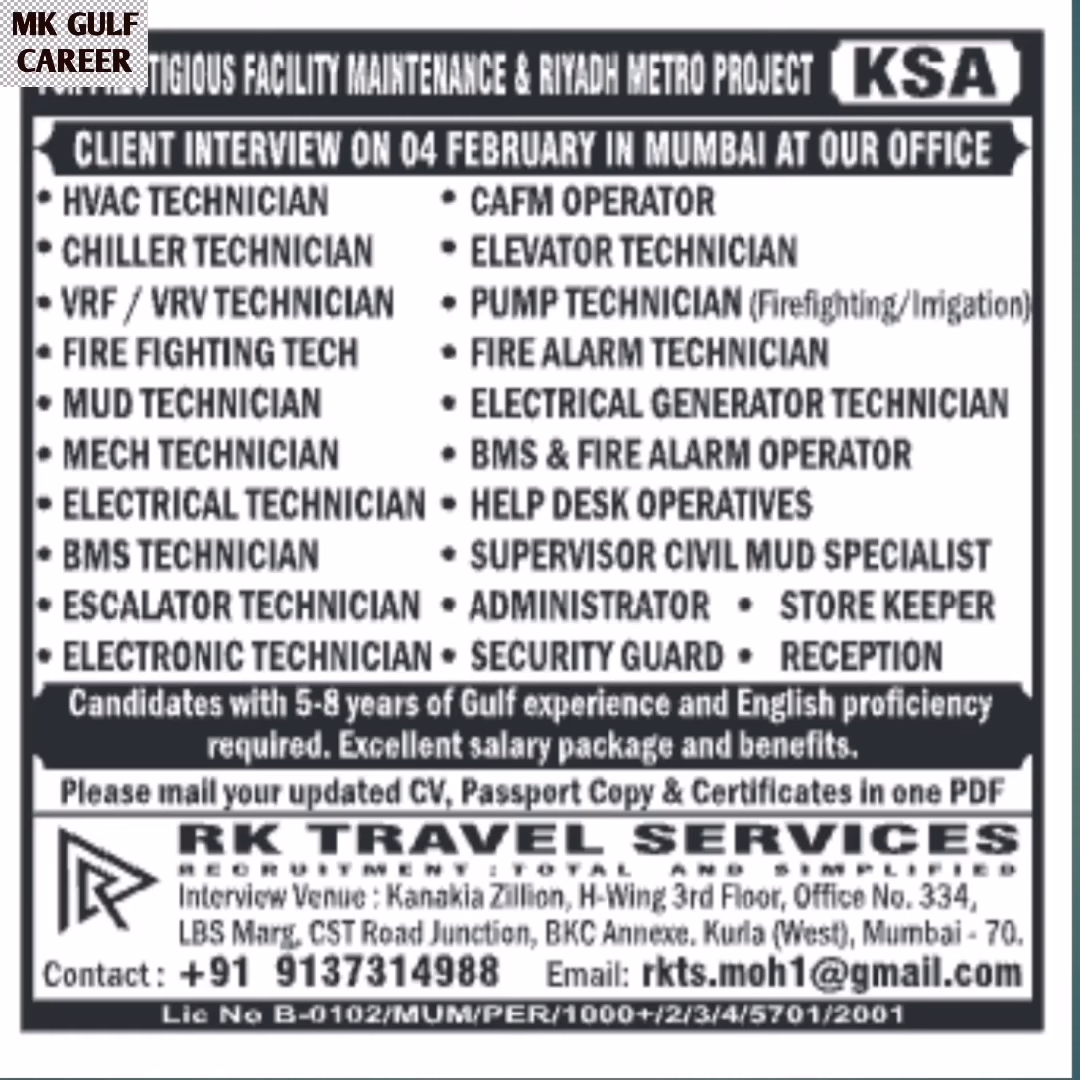 MK GULF
CAREER
TIGIOUS FACILITY MAINTENANCE & RIYADH METRO PROJECT KSA
CLIENT INTERVIEW ON 04 FEBRUARY IN MUMBAI AT OUR OFFICE
• HVAC TECHNICIAN • CAFM OPERATOR
• CHILLER TECHNICIAN • ELEVATOR TECHNICIAN
• VRF / VRV TECHNICIAN • PUMP TECHNICIAN (Firefighting/Irrigation)
• FIRE FIGHTING TECH • FIRE ALARM TECHNICIAN
• MUD TECHNICIAN • ELECTRICAL GENERATOR TECHNICIAN
• MECH TECHNICIAN • BMS & FIRE ALARM OPERATOR
• ELECTRICAL TECHNICIAN • HELP DESK OPERATIVES
• BMS TECHNICIAN • SUPERVISOR CIVIL MUD SPECIALIST
• ESCALATOR TECHNICIAN • ADMINISTRATOR • STORE KEEPER
• ELECTRONIC TECHNICIAN • SECURITY GUARD • RECEPTION
Candidates with 5-8 years of Gulf experience and English proficiency
required. Excellent salary package and benefits.
Please mail your updated CV, Passport Copy & Certificates in one PDF
RK TRAVEL SERVICES
RECRUITMENT : TOTAL AND SIMPLIFIED
Interview Venue : Kanakia Zillion, H-Wing 3rd Floor, Office No. 334,
LBS Marg, CST Road Junction, BKC Annexe. Kurla (West), Mumbai - 70.
Contact : +91 9137314988 Email: rkts.moh1@gmail.com
Lic No B-0102/MUM/PER/1000+/2/3/4/5701/2001